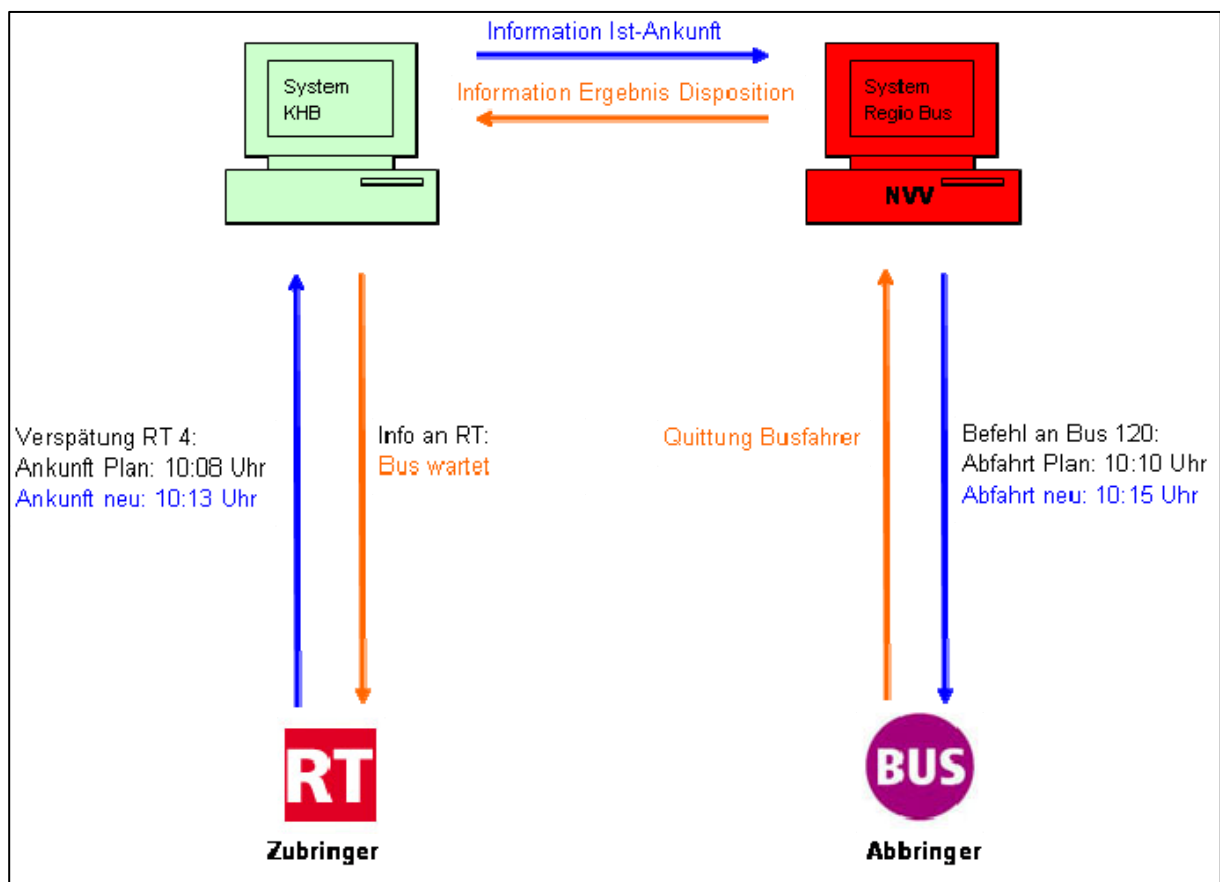 Information Ist-Ankunft
Information Ergebnis Disposition
System
KHB
System
Regio Bus
NVV
Verspätung RT 4:
Ankunft Plan: 10:08 Uhr
Ankunft neu: 10:13 Uhr
Info an RT:
Bus wartet
Quittung Busfahrer
Befehl an Bus 120:
Abfahrt Plan: 10:10 Uhr
Abfahrt neu: 10:15 Uhr
RT
Zubringer
BUS
Abbringer